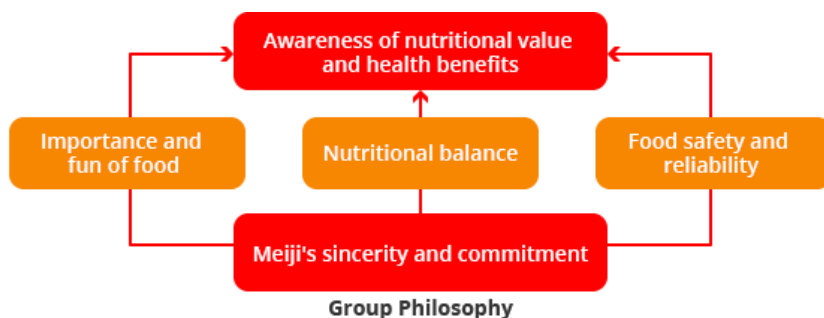 Awareness of nutritional value
and health benefits
Importance and
fun of food
Nutritional balance
Food safety and
reliability
Meiji's sincerity and commitment
Group Philosophy